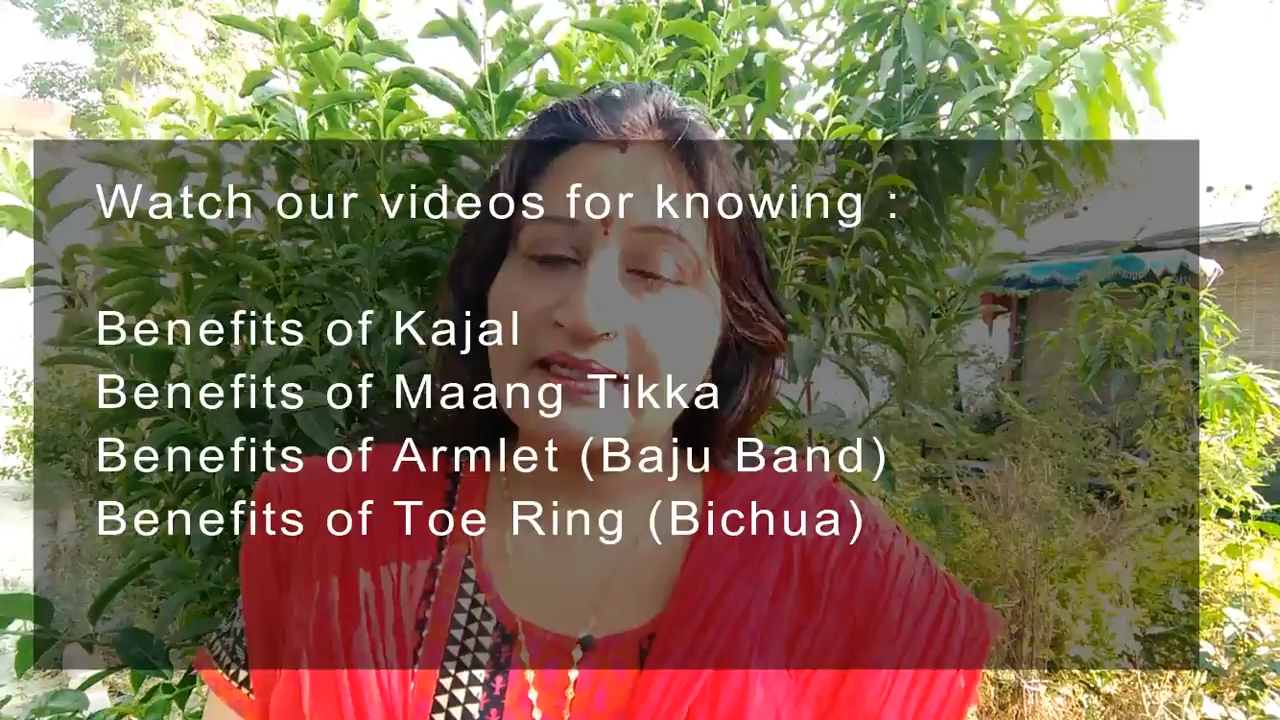 Watch our videos for knowing :
Benefits of Kajal
Benefits of Maang Tikka
Benefits of Armlet (Baju Band)
Benefits of Toe Ring (Bichua)